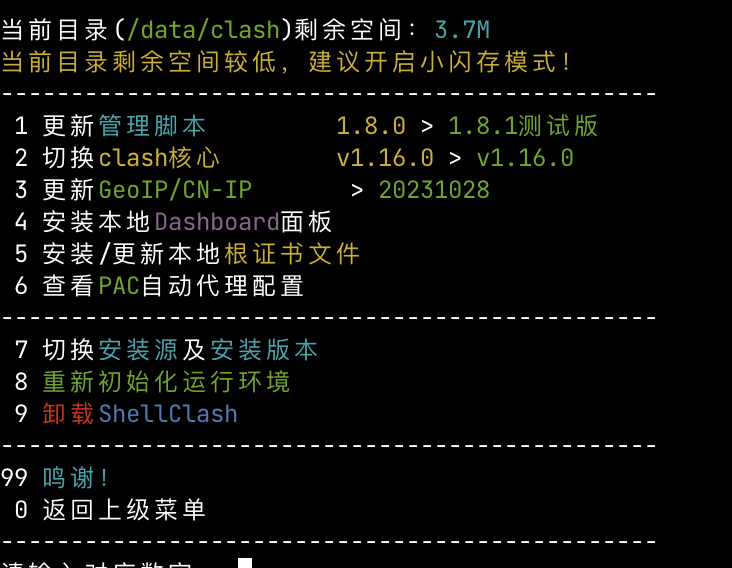 当前目录(/data/clash)剩余空间：3.7M
当前目录剩余空间较低，建议开启小闪存模式！
-----------------------------------------------
1 更新管理脚本 1.8.0 > 1.8.1测试版
2 切换clash核心 v1.16.0 > v1.16.0
3 更新GeoIP/CN-IP > 20231028
4 安装本地Dashboard面板
5 安装/更新本地根证书文件
6 查看PAC自动代理配置
-----------------------------------------------
7 切换安装源及安装版本
8 重新初始化运行环境
9 卸载ShellClash
-----------------------------------------------
99 鸣谢！
0 返回上级菜单
-----------------------------------------------
请输入对应数字